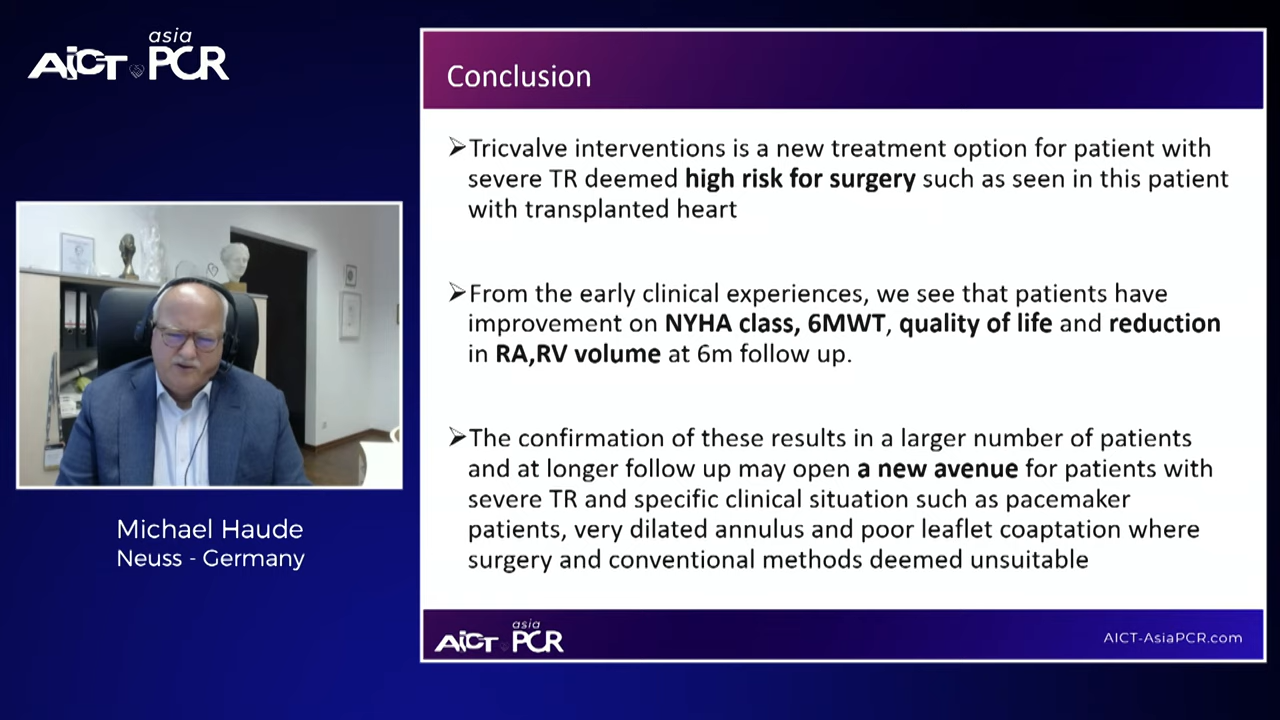 asia
AICT PCR
Conclusion
➢Tricvalve interventions is a new treatment option for patient with
severe TR deemed high risk for surgery such as seen in this patient
with transplanted heart
➢From the early clinical experiences, we see that patients have
improvement on NYHA class, 6MWT, quality of life and reduction
in RA,RV volume at 6m follow up.
➢The confirmation of these results in a larger number of patients
and at longer follow up may open a new avenue for patients with
severe TR and specific clinical situation such as pacemaker
patients, very dilated annulus and poor leaflet coaptation where
surgery and conventional methods deemed unsuitable
Michael Haude
Neuss - Germany
asia
AICT PCR
AICT-AsiaPCR.com